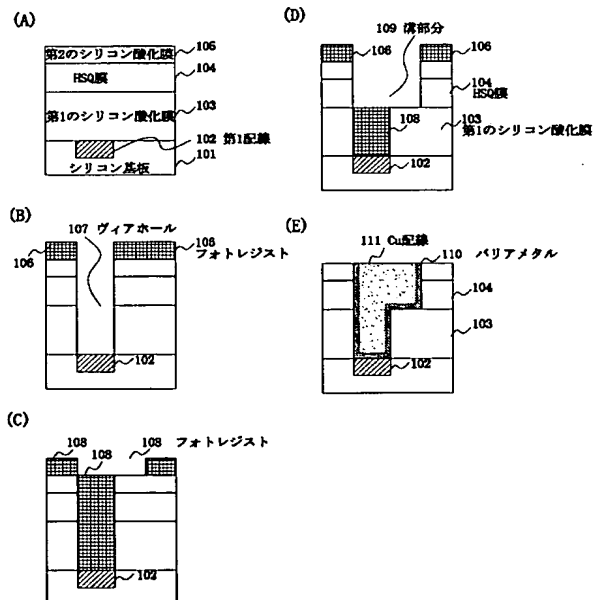 (A)
第2のシリコン酸化膜 105
HSQ膜 104
第1のシリコン酸化膜 103
102 第1配線
101
シリコン基板
(B)
107 ヴィアホール
106
フォトレジスト
106
102
(C)
108
108
108 フォトレジスト
102
(D)
109 溝部分
106
106
104
HSQ膜
108
103
第1のシリコン酸化膜
102
(E)
111 Cu配線
110 バリアメタル
104
103
102